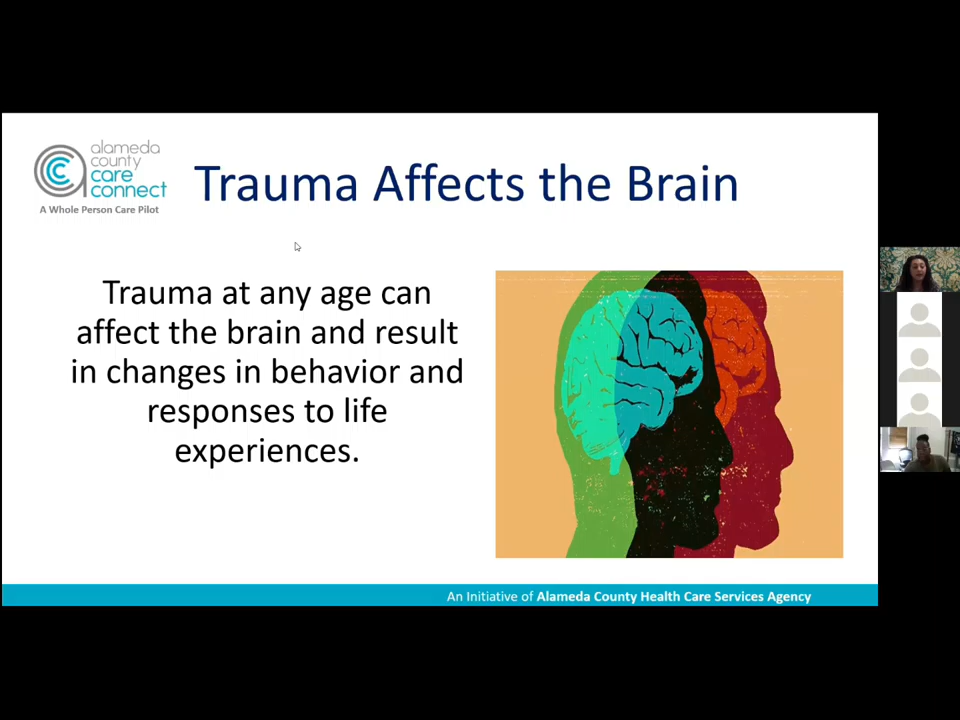 alameda
county
care
connect
A Whole Person Care Pilot
Trauma Affects the Brain
Trauma at any age can
affect the brain and result
in changes in behavior and
responses to life
experiences.
An Initiative of Alameda County Health Care Services Agency